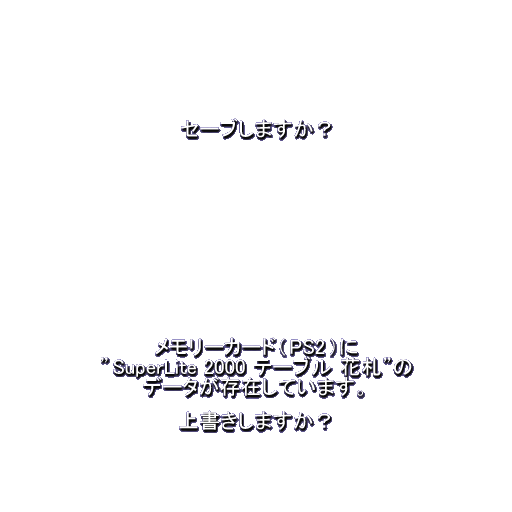 セーブしますか？
メモリーカード（PS2）に
"SuperLite 2000 テーブル 花札"の
データが存在しています。
上書きしますか？